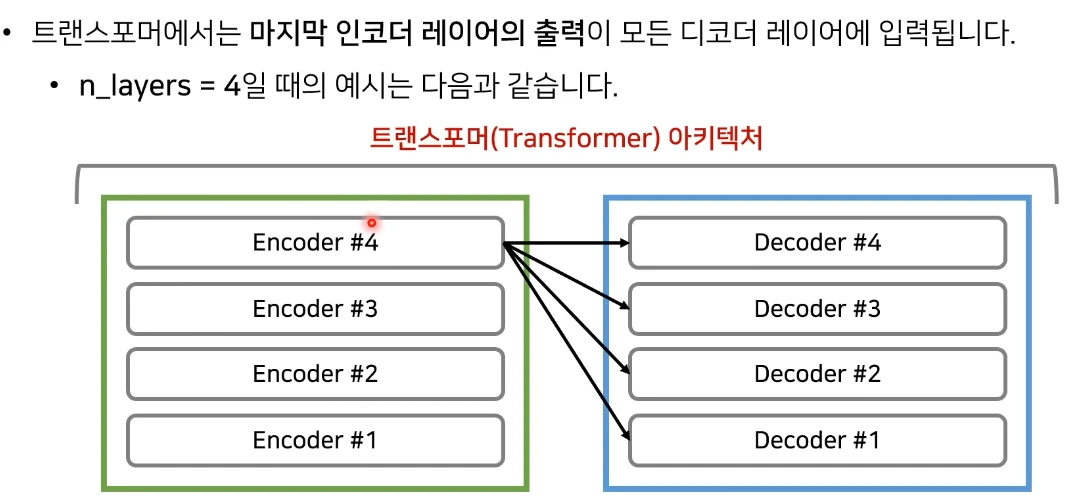 • 트랜스포머에서는 마지막 인코더 레이어의 출력이 모든 디코더 레이어에 입력됩니다.
• n_layers = 4일 때의 예시는 다음과 같습니다.
트랜스포머(Transformer) 아키텍처
Encoder #4
Decoder #4
Encoder #3
Decoder #3
Encoder #2
Decoder #2
Encoder #1
Decoder #1